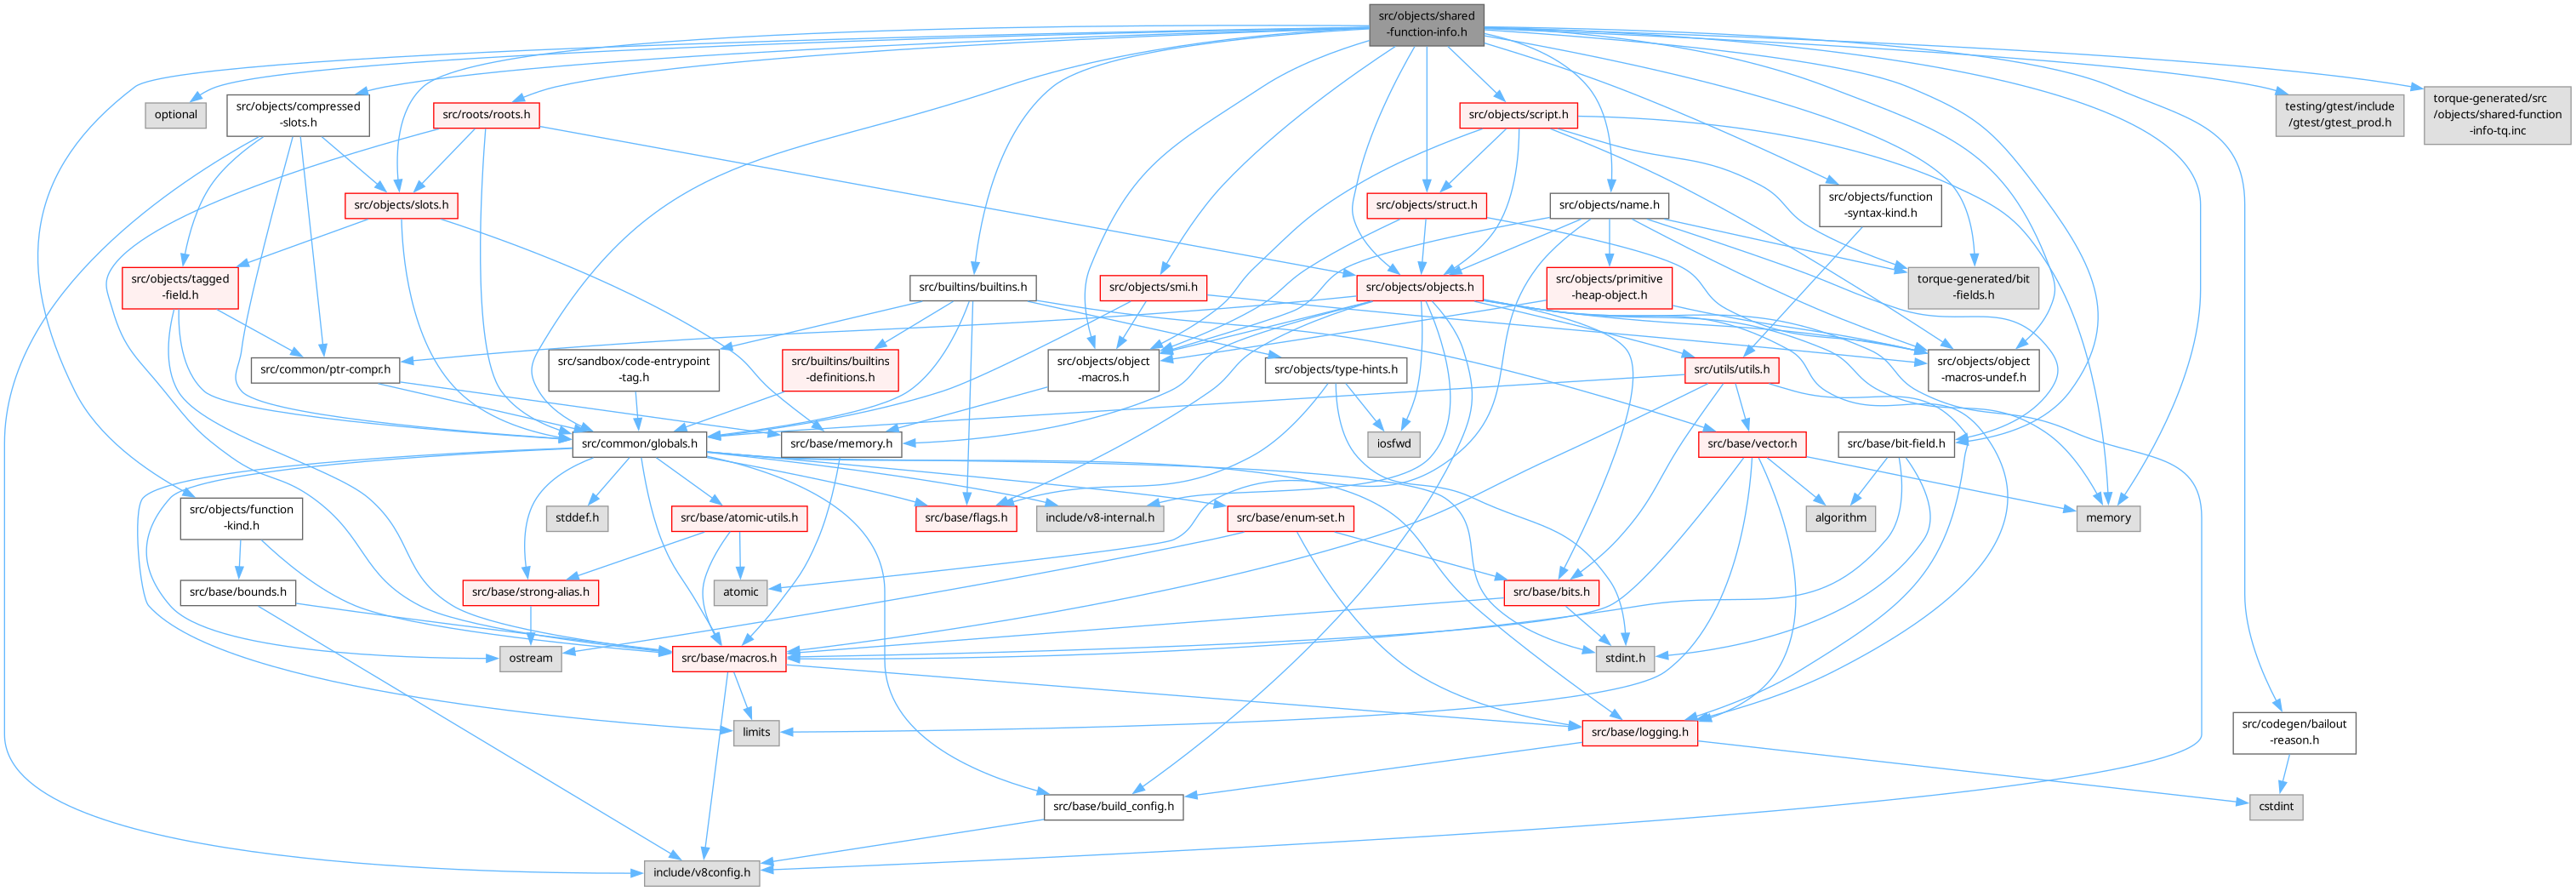 src/objects/shared
-function-info.h
optional
src/objects/compressed
-slots.h
src/roots/roots.h
src/objects/script.h
testing/gtest/include
/gtest/gtest_prod.h
torque-generated/src
/objects/shared-function
-info-tq.inc
src/objects/slots.h
src/objects/struct.h
src/objects/name.h
src/objects/function
-syntax-kind.h
src/objects/tagged
-field.h
src/builtins/builtins.h
src/objects/smi.h
src/objects/objects.h
src/objects/primitive
-heap-object.h
torque-generated/bit
-fields.h
src/common/ptr-compr.h
src/sandbox/code-entrypoint
-tag.h
src/builtins/builtins
-definitions.h
src/objects/object
-macros.h
src/objects/type-hints.h
src/utils/utils.h
src/objects/object
-macros-undef.h
src/common/globals.h
src/base/memory.h
iosfwd
src/base/vector.h
src/base/bit-field.h
src/objects/function
-kind.h
stddef.h
src/base/atomic-utils.h
src/base/flags.h
include/v8-internal.h
src/base/enum-set.h
algorithm
memory
src/base/bounds.h
src/base/strong-alias.h
atomic
src/base/bits.h
ostream
src/base/macros.h
stdint.h
limits
src/base/logging.h
src/codegen/bailout
-reason.h
src/base/build_config.h
cstdint
include/v8config.h